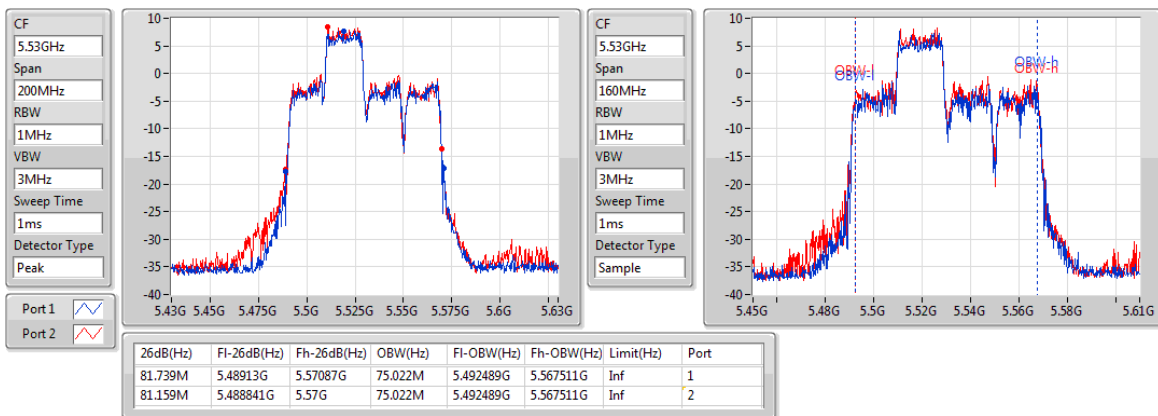 CF
5.53GHz
Span
200MHz
RBW
1MHz
VBW
3MHz
Sweep Time
1ms
Detector Type
Peak
Port 1
Port 2
10
5
0
-5
-10
-15
-20
-25
-30
-35
-40
5.43G 5.45G 5.475G 5.5G 5.525G 5.55G 5.575G 5.6G 5.63G
CF
5.53GHz
Span
160MHz
RBW
1MHz
VBW
3MHz
Sweep Time
1ms
Detector Type
Sample
10
5
0
-5
-10
-15
-20
-25
-30
-35
-40
OBW-l
OBW-l
OBW-h
OBW-h
5.45G 5.48G 5.5G 5.52G 5.54G 5.56G 5.58G 5.61G
26dB(Hz) Fl-26dB(Hz) Fh-26dB(Hz) OBW(Hz) Fl-OBW(Hz) Fh-OBW(Hz) Limit(Hz) Port
81.739M 5.48913G 5.57087G 75.022M 5.492489G 5.567511G Inf 1
81.159M 5.488841G 5.57G 75.022M 5.492489G 5.567511G Inf 2